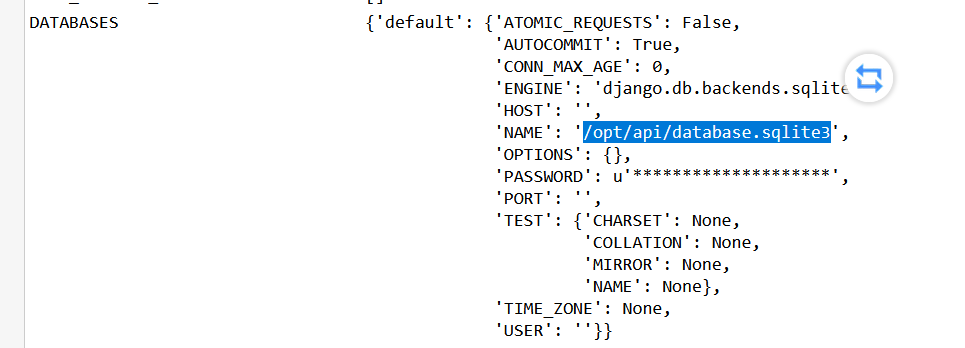 []
DATABASES {'default': {'ATOMIC_REQUESTS': False,
'AUTOCOMMIT': True,
'CONN_MAX_AGE': 0,
'ENGINE': 'django.db.backends.sqlite
'HOST': '',
'NAME': '/opt/api/database.sqlite3',
'OPTIONS': {},
'PASSWORD': u'********************',
'PORT': '',
'TEST': {'CHARSET': None,
'COLLATION': None,
'MIRROR': None,
'NAME': None},
'TIME_ZONE': None,
'USER': ''}}